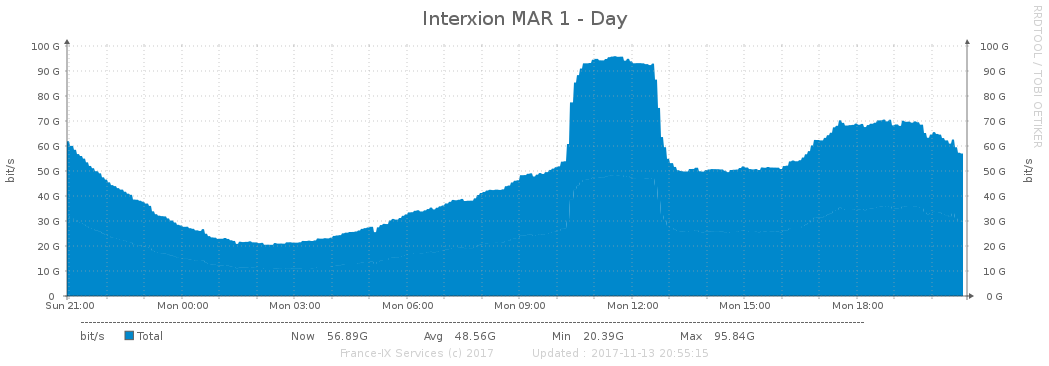 Interxion MAR 1 - Day
RRDTOOL / TOBI OETIKER
bit/s
100 G 100 G
90 G 90 G
80 G 80 G
70 G 70 G
60 G 60 G
50 G 50 G
40 G 40 G
30 G 30 G
20 G 20 G
10 G 10 G
0 0 G
bit/s
Sun 21:00 Mon 00:00 Mon 03:00 Mon 06:00 Mon 09:00 Mon 12:00 Mon 15:00 Mon 18:00
bit/s Total Now 56.89G Avg 48.56G Min 20.39G Max 95.84G
France-IX Services (c) 2017 Updated : 2017-11-13 20:55:15